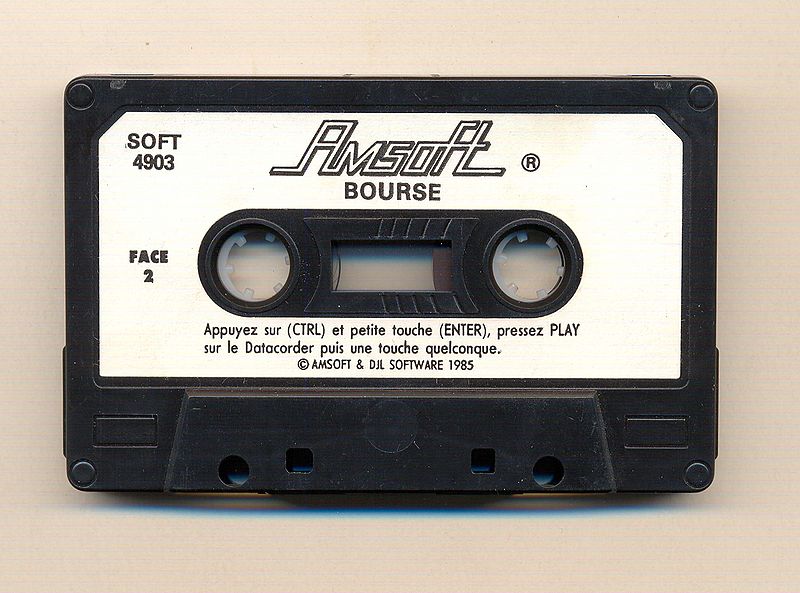 SOFT
4903
Amsoft ®
BOURSE
FACE
2
Appuyez sur (CTRL) et petite touche (ENTER), pressez PLAY
sur le Datacorder puis une touche quelconque.
© AMSOFT & DJL SOFTWARE 1985